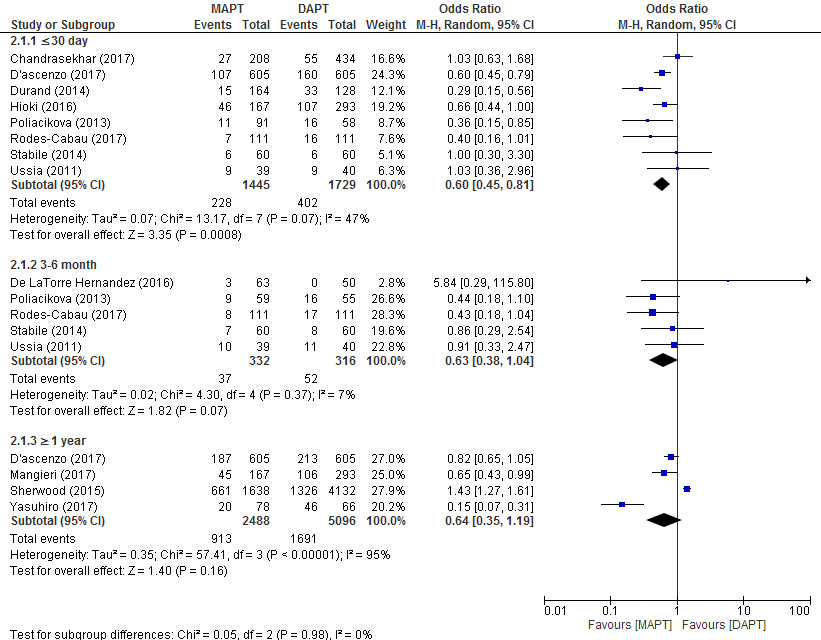 MAPT DAPT Odds Ratio Odds Ratio
Study or Subgroup Events Total Events Total Weight M-H, Random, 95% CI M-H, Random, 95% CI
2.1.1 ≤30 day
Chandrasekhar (2017) 27 208 55 434 16.6% 1.03 [0.63, 1.68]
D'ascenzo (2017) 107 605 160 605 24.3% 0.60 [0.45, 0.79]
Durand (2014) 15 164 33 128 12.1% 0.29 [0.15, 0.56]
Hioki (2016) 46 167 107 293 19.2% 0.66 [0.44, 1.00]
Poliacikova (2013) 11 91 16 58 8.7% 0.36 [0.15, 0.85]
Rodes-Cabau (2017) 7 111 16 111 7.6% 0.40 [0.16, 1.01]
Stabile (2014) 6 60 6 60 5.1% 1.00 [0.30, 3.30]
Ussia (2011) 9 39 9 40 6.4% 1.03 [0.36, 2.96]
Subtotal (95% CI) 1445 1729 100.0% 0.60 [0.45, 0.81]
Total events 228 402
Heterogeneity: Tau² = 0.07; Chi² = 13.17, df = 7 (P = 0.07); I² = 47%
Test for overall effect: Z = 3.35 (P = 0.0008)
2.1.2 3-6 month
De LaTorre Hernandez (2016) 3 63 0 50 2.8% 5.84 [0.29, 115.80]
Poliacikova (2013) 9 59 16 55 26.6% 0.44 [0.18, 1.10]
Rodes-Cabau (2017) 8 111 17 111 28.3% 0.43 [0.18, 1.04]
Stabile (2014) 7 60 8 60 19.4% 0.86 [0.29, 2.54]
Ussia (2011) 10 39 11 40 22.8% 0.91 [0.33, 2.47]
Subtotal (95% CI) 332 316 100.0% 0.63 [0.38, 1.04]
Total events 37 52
Heterogeneity: Tau² = 0.02; Chi² = 4.30, df = 4 (P = 0.37); I² = 7%
Test for overall effect: Z = 1.82 (P = 0.07)
2.1.3 ≥1 year
D'ascenzo (2017) 187 605 213 605 27.0% 0.82 [0.65, 1.05]
Mangieri (2017) 45 167 106 293 25.0% 0.65 [0.43, 0.99]
Sherwood (2015) 661 1638 1326 4132 27.9% 1.43 [1.27, 1.61]
Yasuhiro (2017) 20 78 46 66 20.2% 0.15 [0.07, 0.31]
Subtotal (95% CI) 2488 5096 100.0% 0.64 [0.35, 1.19]
Total events 913 1691
Heterogeneity: Tau² = 0.35; Chi² = 57.41, df = 3 (P < 0.00001); I² = 95%
Test for overall effect: Z = 1.40 (P = 0.16)
0.01 0.1 1 10 100
Favours [MAPT] Favours [DAPT]
Test for subgroup differences: Chi² = 0.05, df = 2 (P = 0.98), I² = 0%